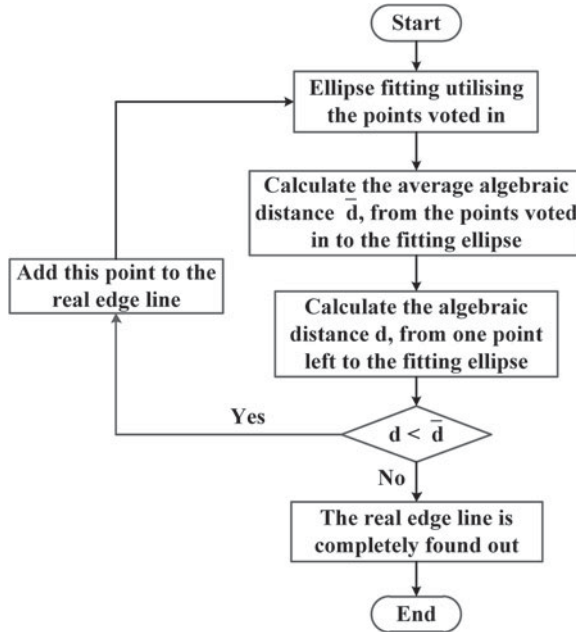 Start
Ellipse fitting utilising
the points voted in
Calculate the average algebraic
distance d̅, from the points voted
in to the fitting ellipse
Add this point to the
real edge line
Calculate the algebraic
distance d, from one point
left to the fitting ellipse
Yes
d < d̅
No
The real edge line is
completely found out
End